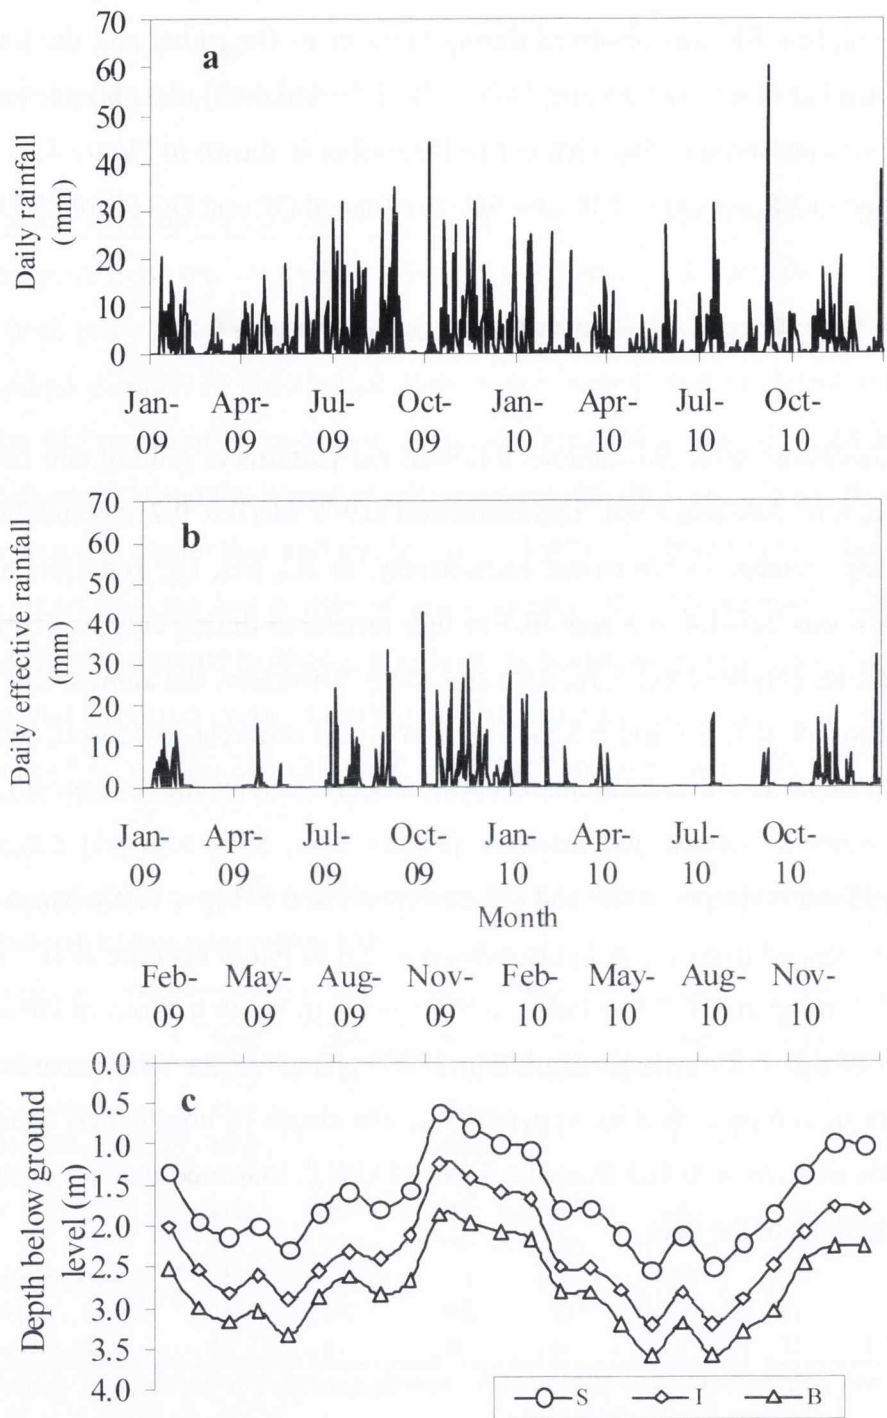 a
Daily rainfall
(mm)
70
60
50
40
30
20
10
0
Jan- Apr- Jul- Oct- Jan- Apr- Jul- Oct-
09 09 09 09 10 10 10 10
b
Daily effective rainfall
(mm)
70
60
50
40
30
20
10
0
Jan- Apr- Jul- Oct- Jan- Apr- Jul- Oct-
09 09 09 09 10 10 10 10
Month
Feb- May- Aug- Nov- Feb- May- Aug- Nov-
09 09 09 09 10 10 10 10
c
Depth below ground
level (m)
0.0
0.5
1.0
1.5
2.0
2.5
3.0
3.5
4.0
S I B